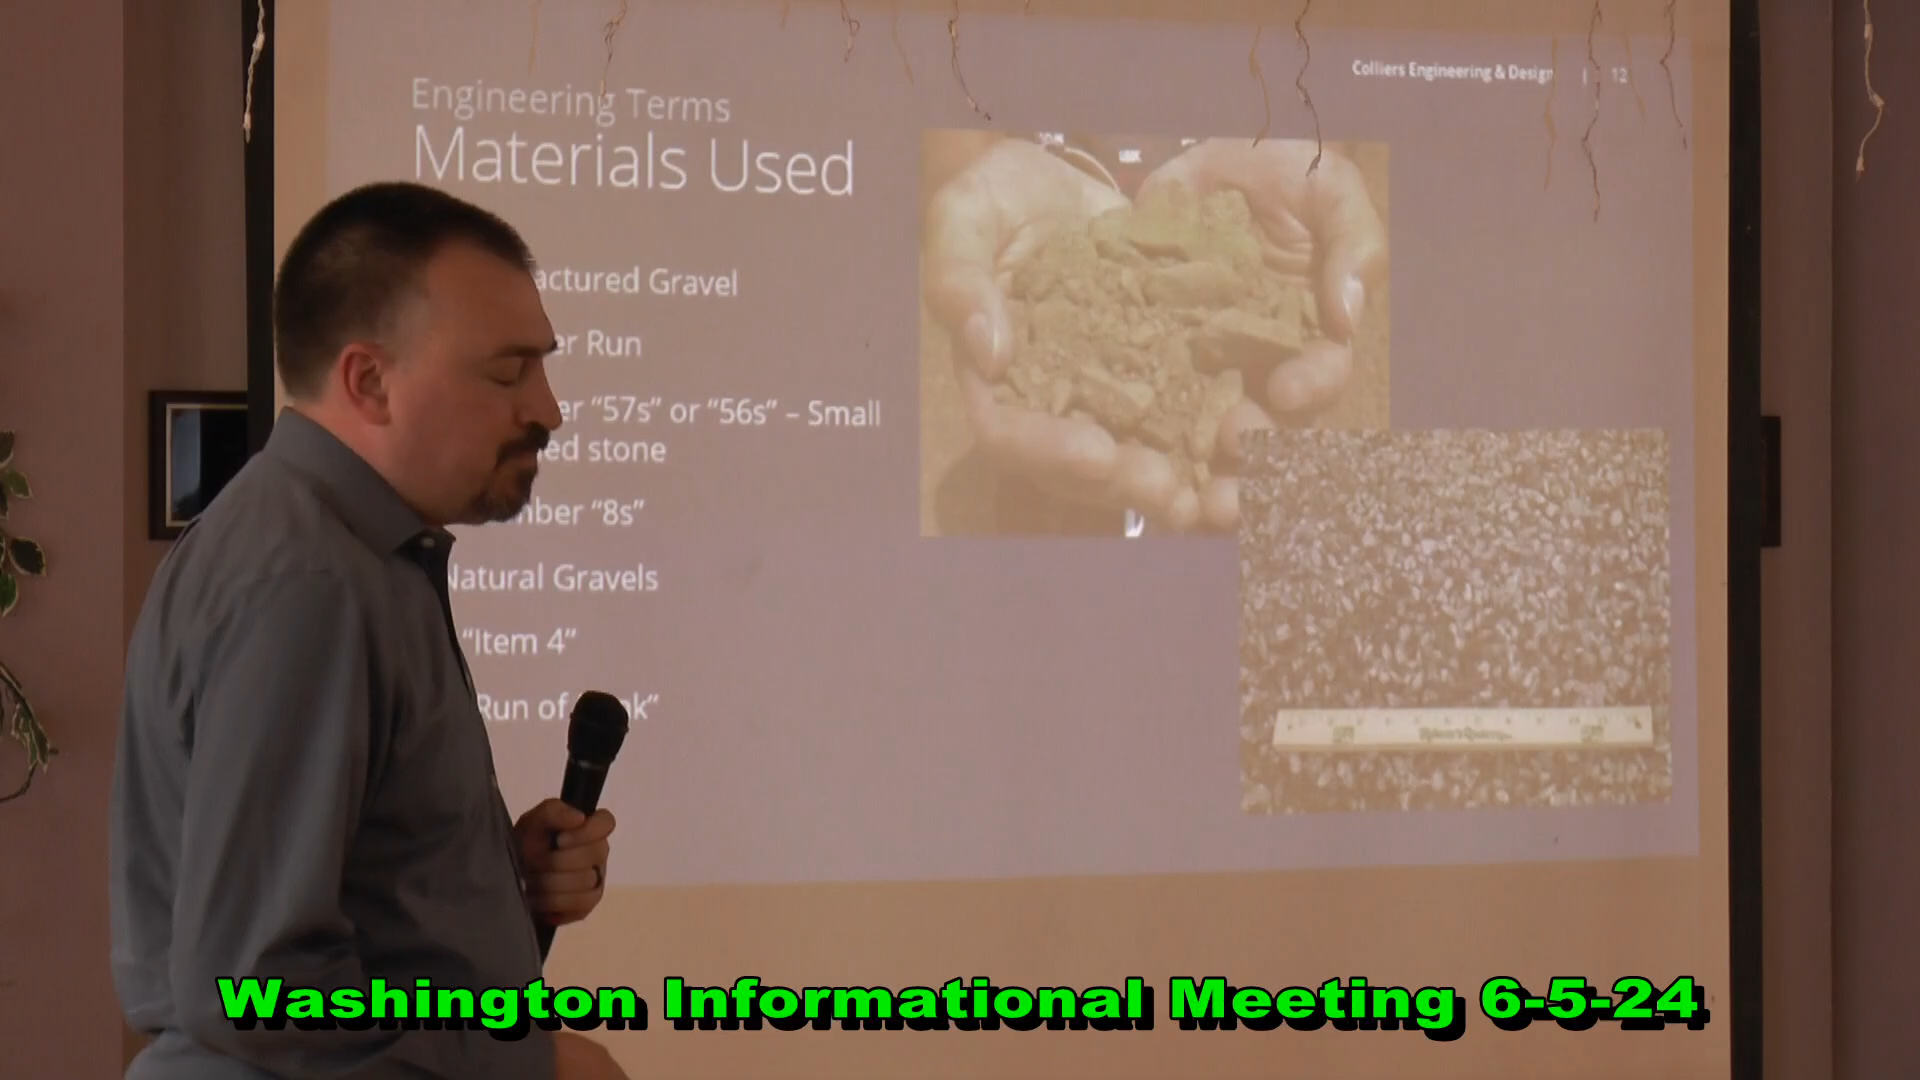 Colliers Engineering & Design | 12
Engineering Terms
Materials Used
actured Gravel
er Run
er “57s” or “56s” – Small
ed stone
mber “8s”
Natural Gravels
“Item 4”
Run of
Washington Informational Meeting 6-5-24